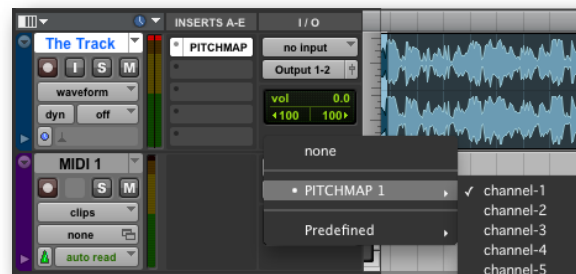 INSERTS A-E
I / O
The Track
I S M
waveform
dyn off
PITCHMAP
no input
Output 1-2
vol 0.0
100 100
MIDI 1
S M
clips
none
auto read
none
PITCHMAP 1
Predefined
✓ channel-1
channel-2
channel-3
channel-4
channel-5